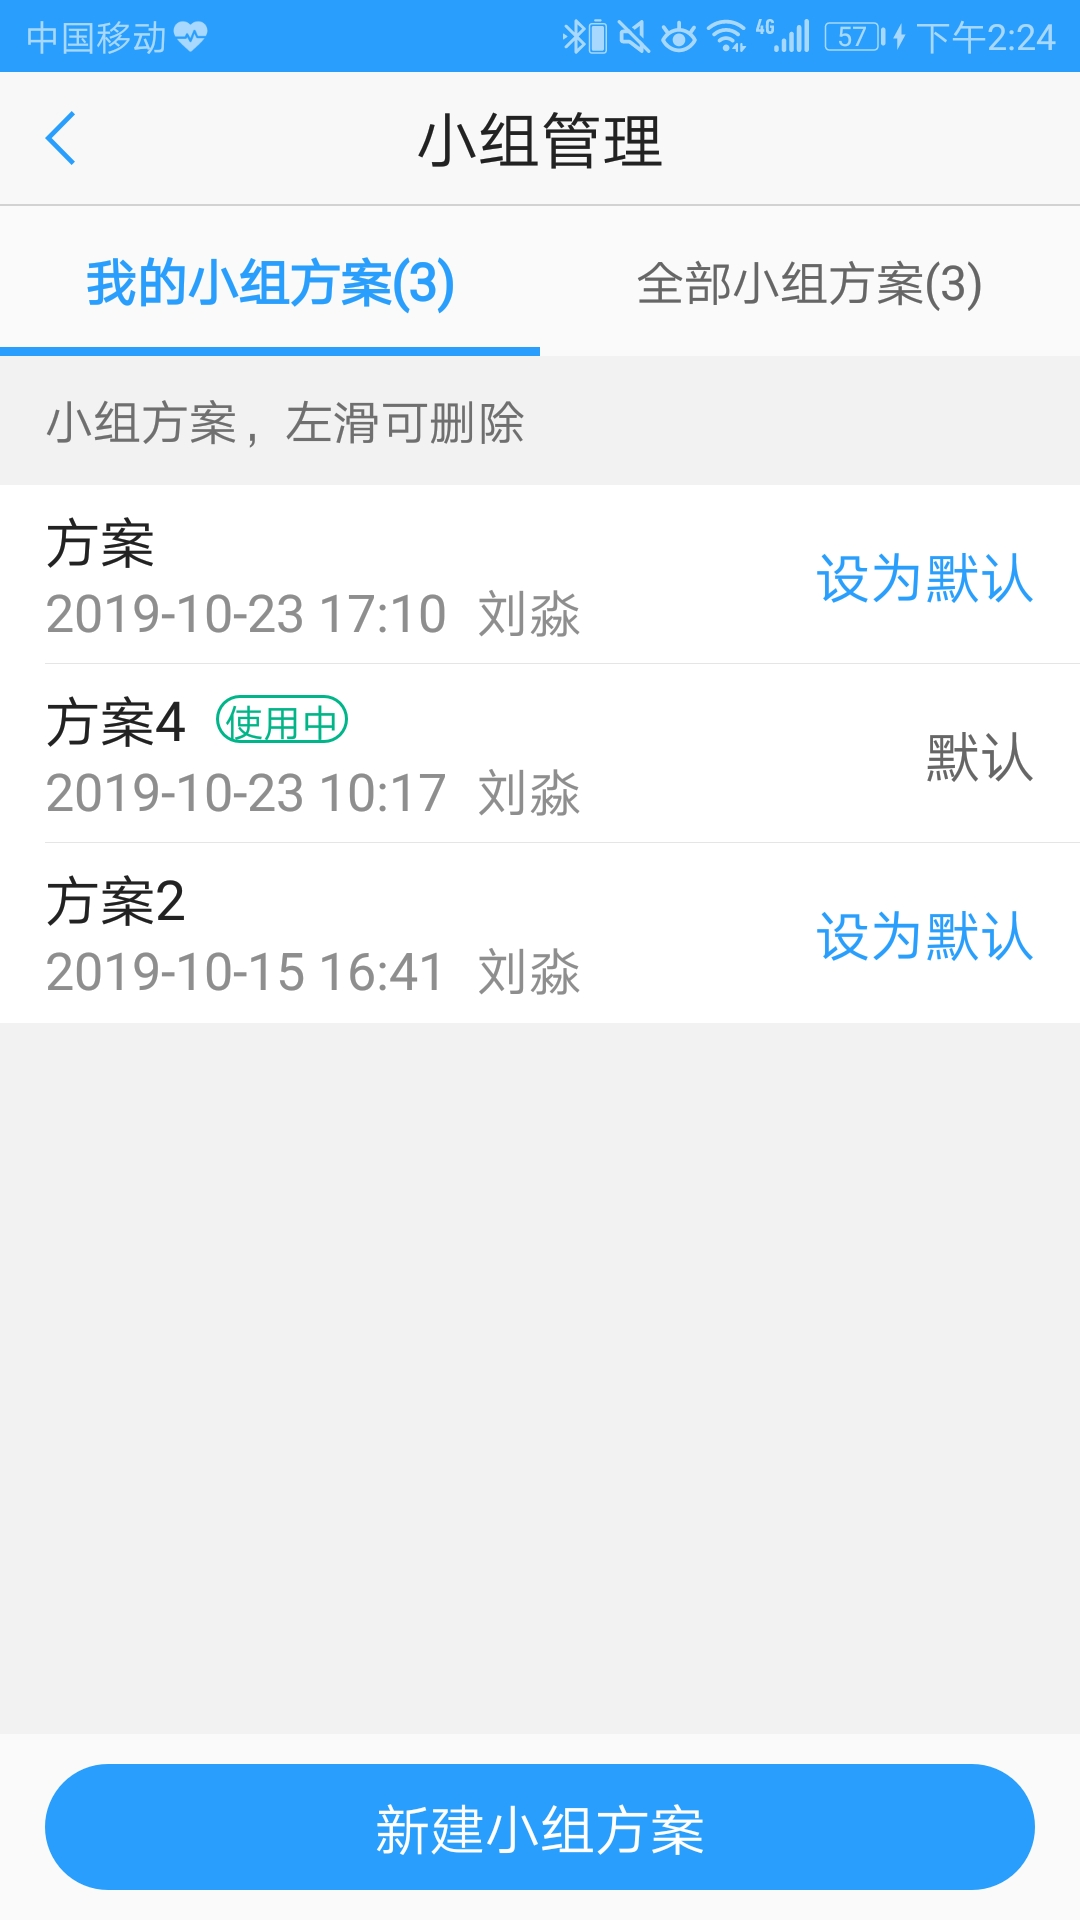 中国移动 4G 57 下午2:24
小组管理
我的小组方案(3) 全部小组方案(3)
小组方案，左滑可删除
方案
设为默认
2019-10-23 17:10 刘淼
方案4 使用中
默认
2019-10-23 10:17 刘淼
方案2
设为默认
2019-10-15 16:41 刘淼
新建小组方案